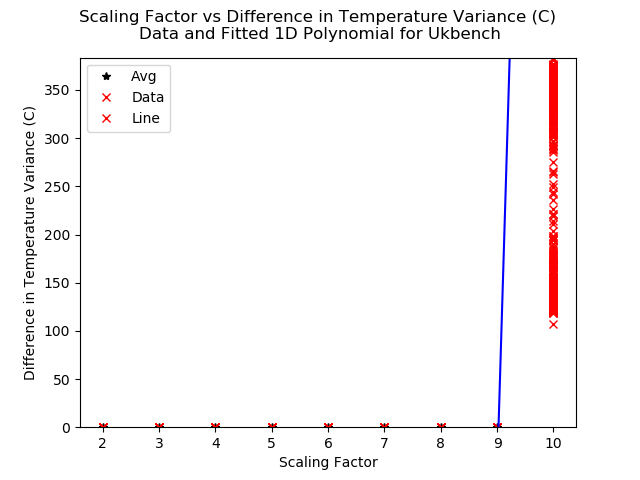 Scaling Factor vs Difference in Temperature Variance (C)
Data and Fitted 1D Polynomial for Ukbench
Difference in Temperature Variance (C)
350
300
250
200
150
100
50
0
Avg
Data
Line
2 3 4 5 6 7 8 9 10
Scaling Factor